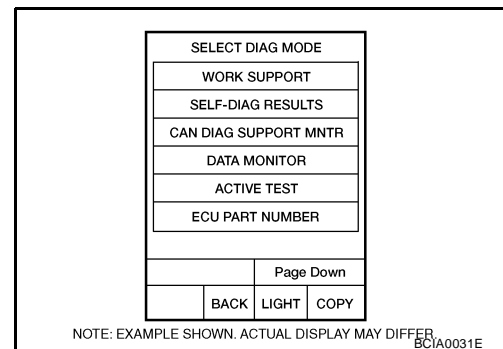 SELECT DIAG MODE
WORK SUPPORT
SELF-DIAG RESULTS
CAN DIAG SUPPORT MNTR
DATA MONITOR
ACTIVE TEST
ECU PART NUMBER
Page Down
BACK LIGHT COPY
NOTE: EXAMPLE SHOWN. ACTUAL DISPLAY MAY DIFFER.
BCIA0031E